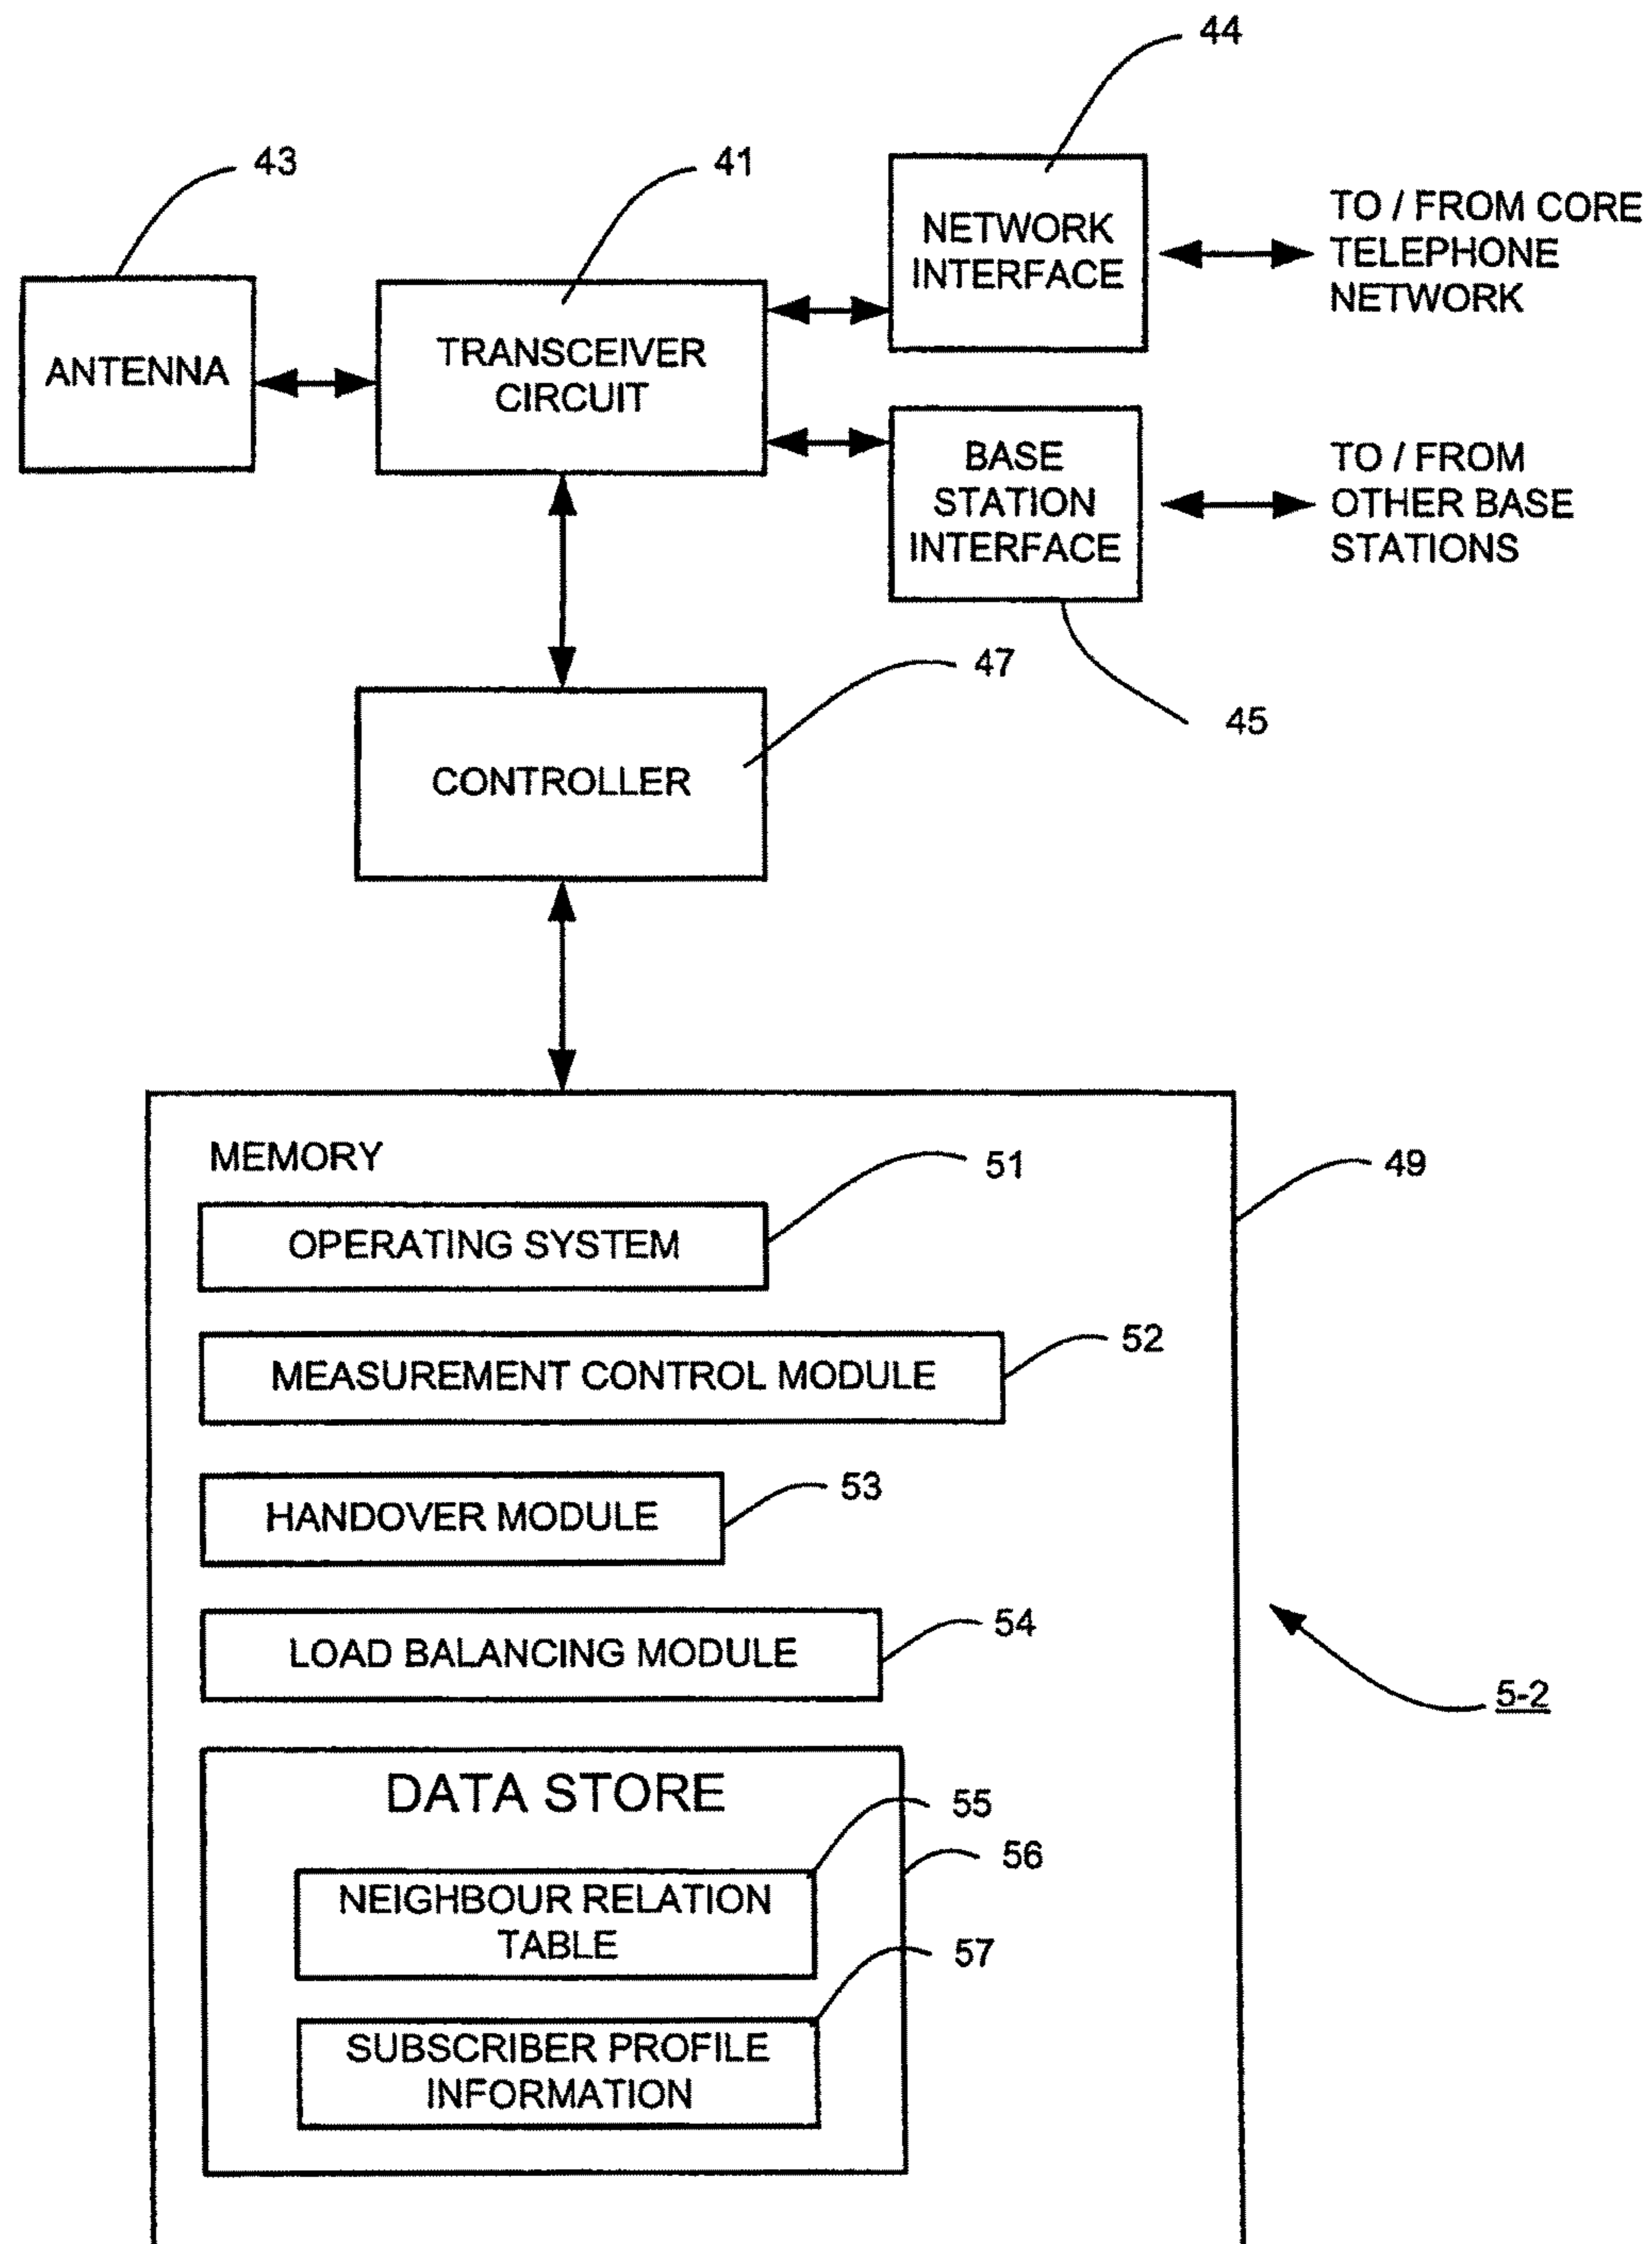 44
43
41
NETWORK
INTERFACE
TO / FROM CORE
TELEPHONE
NETWORK
ANTENNA
TRANSCEIVER
CIRCUIT
BASE
STATION
INTERFACE
TO / FROM
OTHER BASE
STATIONS
47
45
CONTROLLER
MEMORY
51
49
OPERATING SYSTEM
52
MEASUREMENT CONTROL MODULE
53
HANDOVER MODULE
54
LOAD BALANCING MODULE
5-2
DATA STORE
55
56
NEIGHBOUR RELATION
TABLE
57
SUBSCRIBER PROFILE
INFORMATION